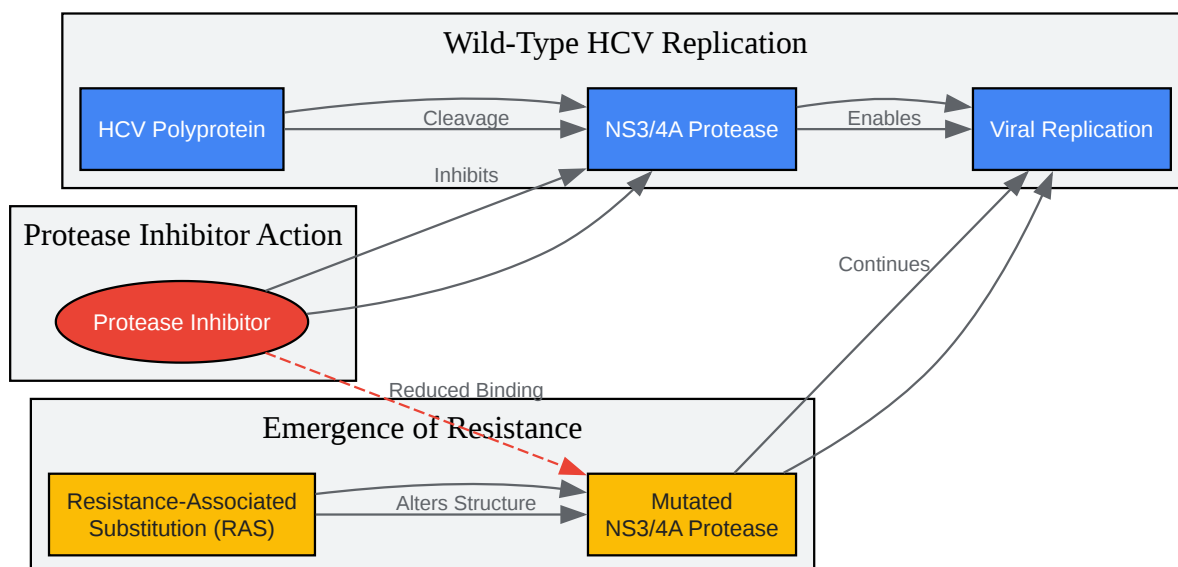 Wild-Type HCV Replication
HCV Polyprotein
Cleavage
NS3/4A Protease
Enables
Viral Replication
Inhibits
Protease Inhibitor Action
Protease Inhibitor
Continues
Reduced Binding
Emergence of Resistance
Resistance-Associated
Substitution (RAS)
Alters Structure
Mutated
NS3/4A Protease